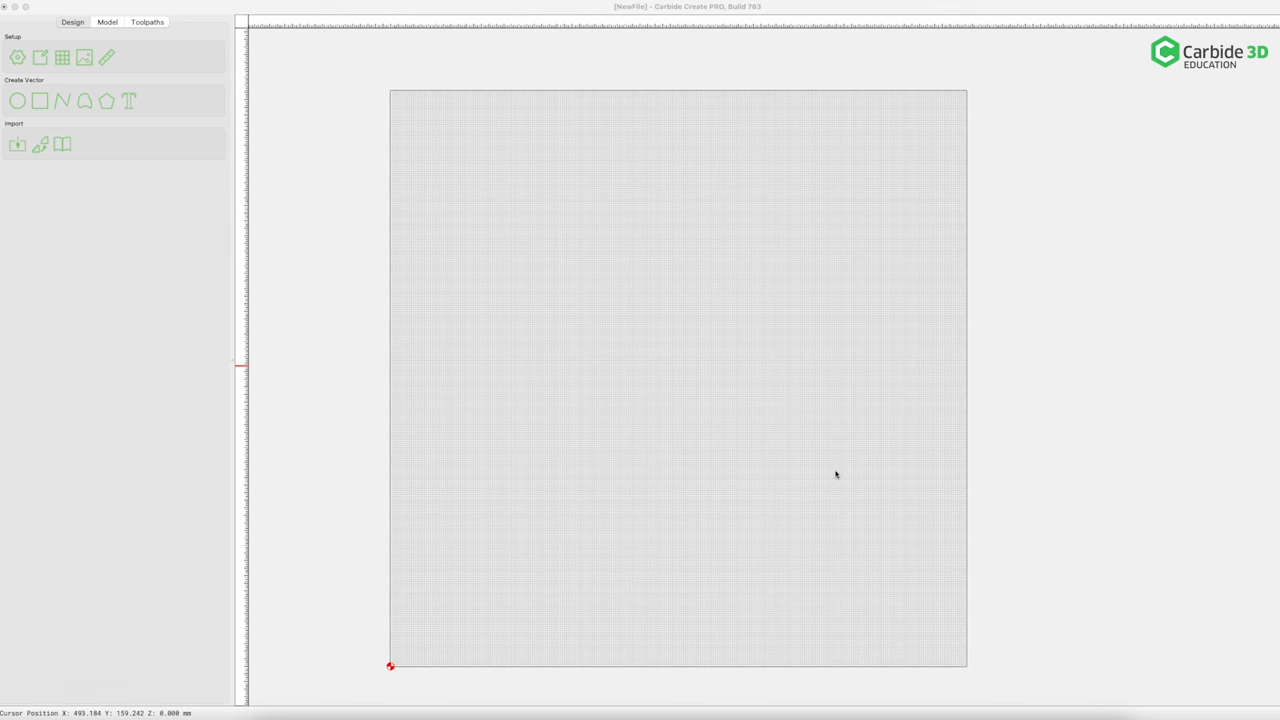 [NewFile] - Carbide Create PRO, Build 763
Design Model Toolpaths
Setup
Create Vector
Import
Carbide 3D
EDUCATION
Cursor Position X: 493.184 Y: 159.242 Z: 0.000 mm